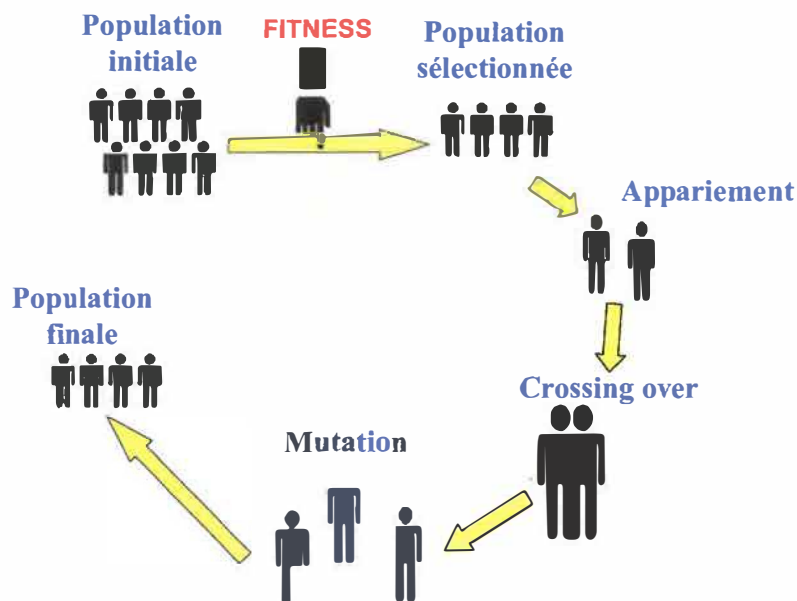 Population
initiale
FITNESS
Population
sélectionnée
Appariement
Population
finale
Crossing over
Mutation